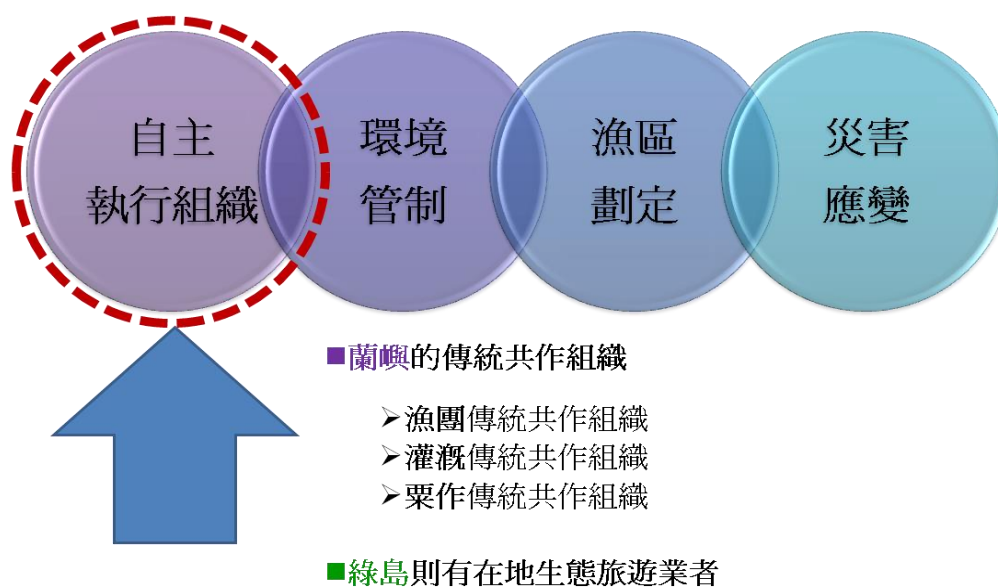 自主
執行組織
環境
管制
漁區
劃定
災害
應變
■蘭嶼的傳統共作組織
➢漁團傳統共作組織
➢灌溉傳統共作組織
➢粟作傳統共作組織
■綠島則有在地生態旅遊業者